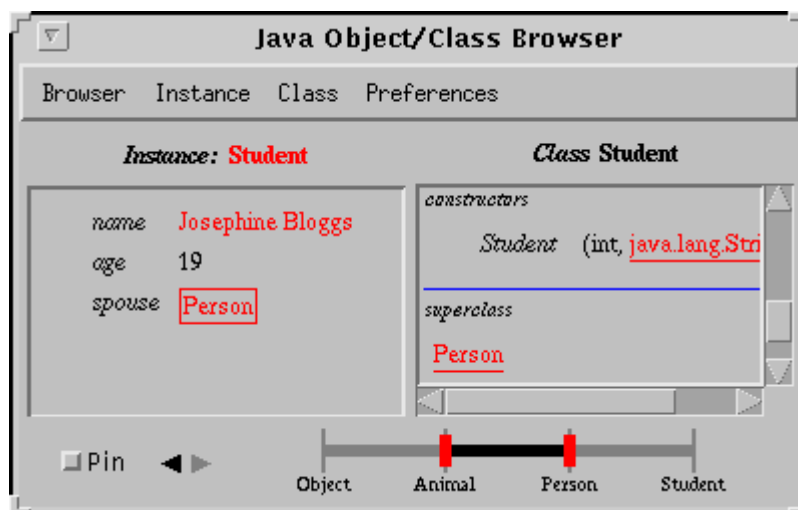 Java Object/Class Browser
Browser Instance Class Preferences
Instance: Student
name Josephine Bloggs
age 19
spouse Person
Class Student
constructors
Student (int, java.lang.Stri
superclass
Person
Pin
Object Animal Person Student